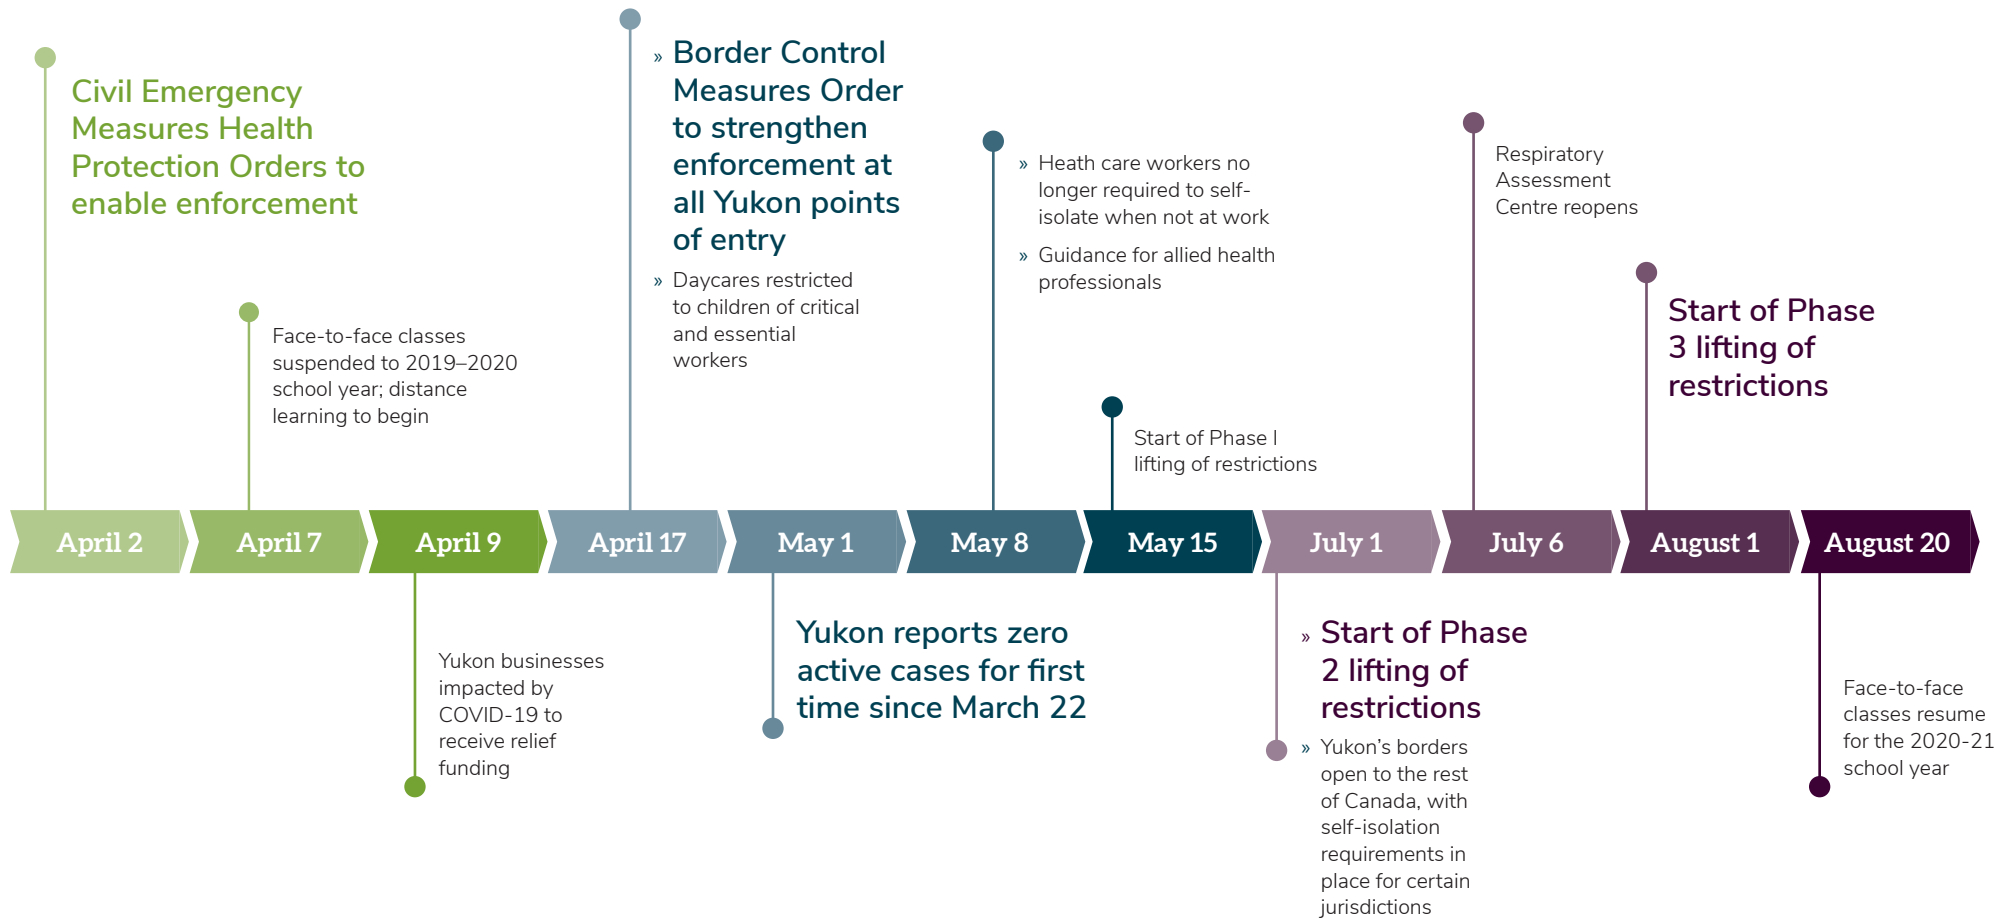 Civil Emergency
Measures Health
Protection Orders to
enable enforcement
Face-to-face classes
suspended to 2019–2020
school year; distance
learning to begin
» Border Control
Measures Order
to strengthen
enforcement at
all Yukon points
of entry
» Daycares restricted
to children of critical
and essential
workers
» Heath care workers no
longer required to self-
isolate when not at work
» Guidance for allied health
professionals
Start of Phase I
lifting of restrictions
Respiratory
Assessment
Centre reopens
Start of Phase
3 lifting of
restrictions
April 2
April 7
April 9
April 17
May 1
May 8
May 15
July 1
July 6
August 1
August 20
Yukon businesses
impacted by
COVID-19 to
receive relief
funding
Yukon reports zero
active cases for first
time since March 22
» Start of Phase
2 lifting of
restrictions
» Yukon’s borders
open to the rest
of Canada, with
self-isolation
requirements in
place for certain
jurisdictions
Face-to-face
classes resume
for the 2020-21
school year